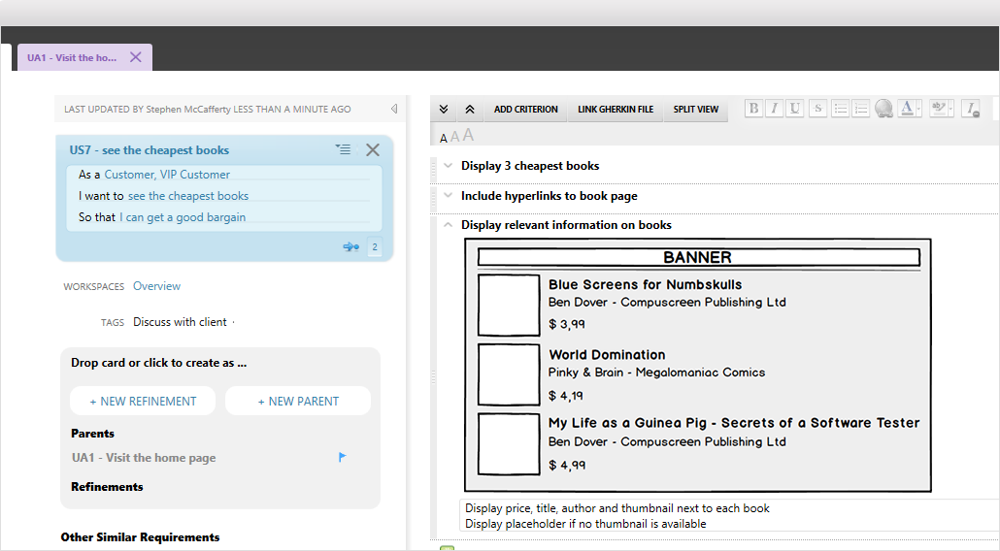 UA1 - Visit the ho...
LAST UPDATED BY Stephen McCafferty LESS THAN A MINUTE AGO
US7 - see the cheapest books
As a Customer, VIP Customer
I want to see the cheapest books
So that I can get a good bargain
2
WORKSPACES Overview
TAGS Discuss with client
Drop card or click to create as ...
+ NEW REFINEMENT + NEW PARENT
Parents
UA1 - Visit the home page
Refinements
Other Similar Requirements
ADD CRITERION LINK GHERKIN FILE SPLIT VIEW B I U S A aby I
A A A
Display 3 cheapest books
Include hyperlinks to book page
Display relevant information on books
BANNER
Blue Screens for Numbskulls
Ben Dover - Compuscreen Publishing Ltd
$ 3,99
World Domination
Pinky & Brain - Megalomaniac Comics
$ 4,19
My Life as a Guinea Pig - Secrets of a Software Tester
Ben Dover - Compuscreen Publishing Ltd
$ 4,99
Display price, title, author and thumbnail next to each book
Display placeholder if no thumbnail is available